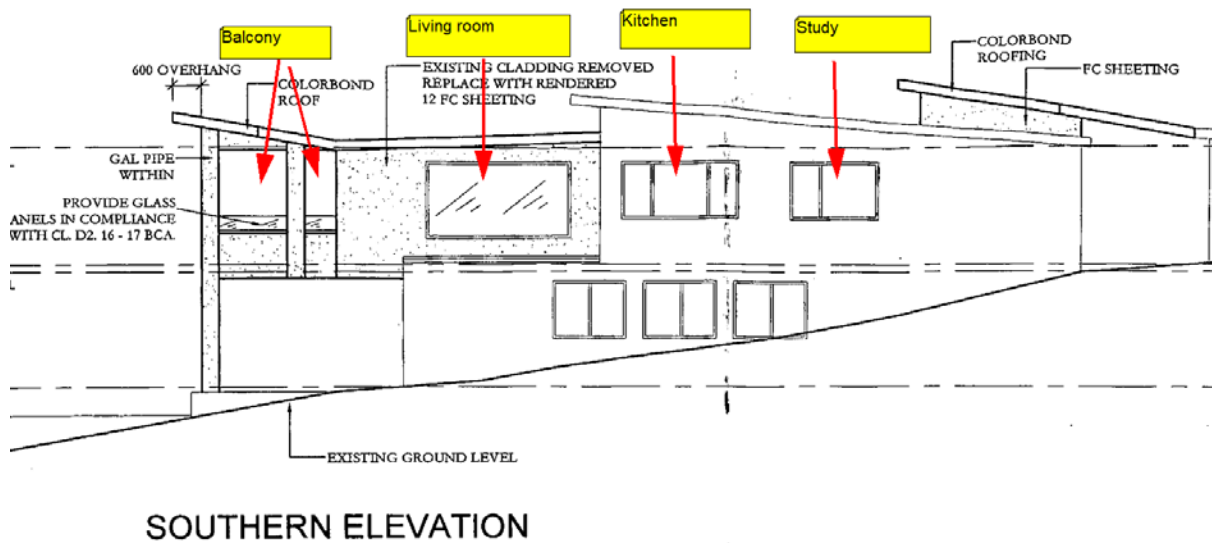 Balcony
Living room
Kitchen
Study
600 OVERHANG
COLORBOND
ROOF
EXISTING CLADDING REMOVED
REPLACE WITH RENDERED
12 FC SHEETING
COLORBOND
ROOFING
FC SHEETING
GAL PIPE
WITHIN
PROVIDE GLASS
ANELS IN COMPLIANCE
WITH CL. D2. 16 - 17 BCA.
EXISTING GROUND LEVEL
SOUTHERN ELEVATION